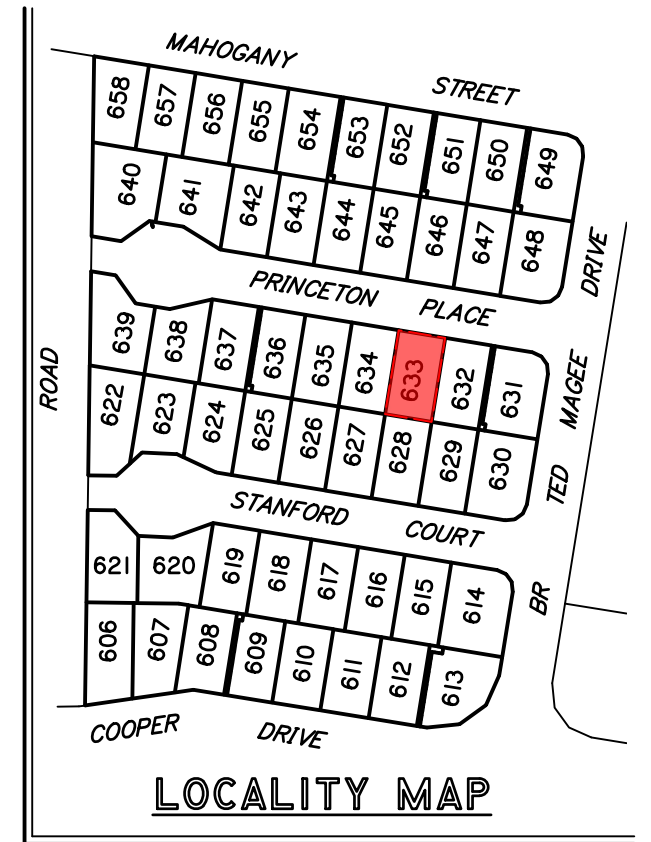 MAHOGANY STREET
658 657 656 655 654 653 652 651 650 649
640 641 642 643 644 645 646 647 648
DRIVE
PRINCETON PLACE
639 638 637 636 635 634 633 632 631
MAGEE
ROAD
622 623 624 625 626 627 628 629 630
TED
STANFORD COURT
621 620 619 618 617 616 615 614
BR
606 607 608 609 610 611 612 613
COOPER DRIVE
LOCALITY MAP